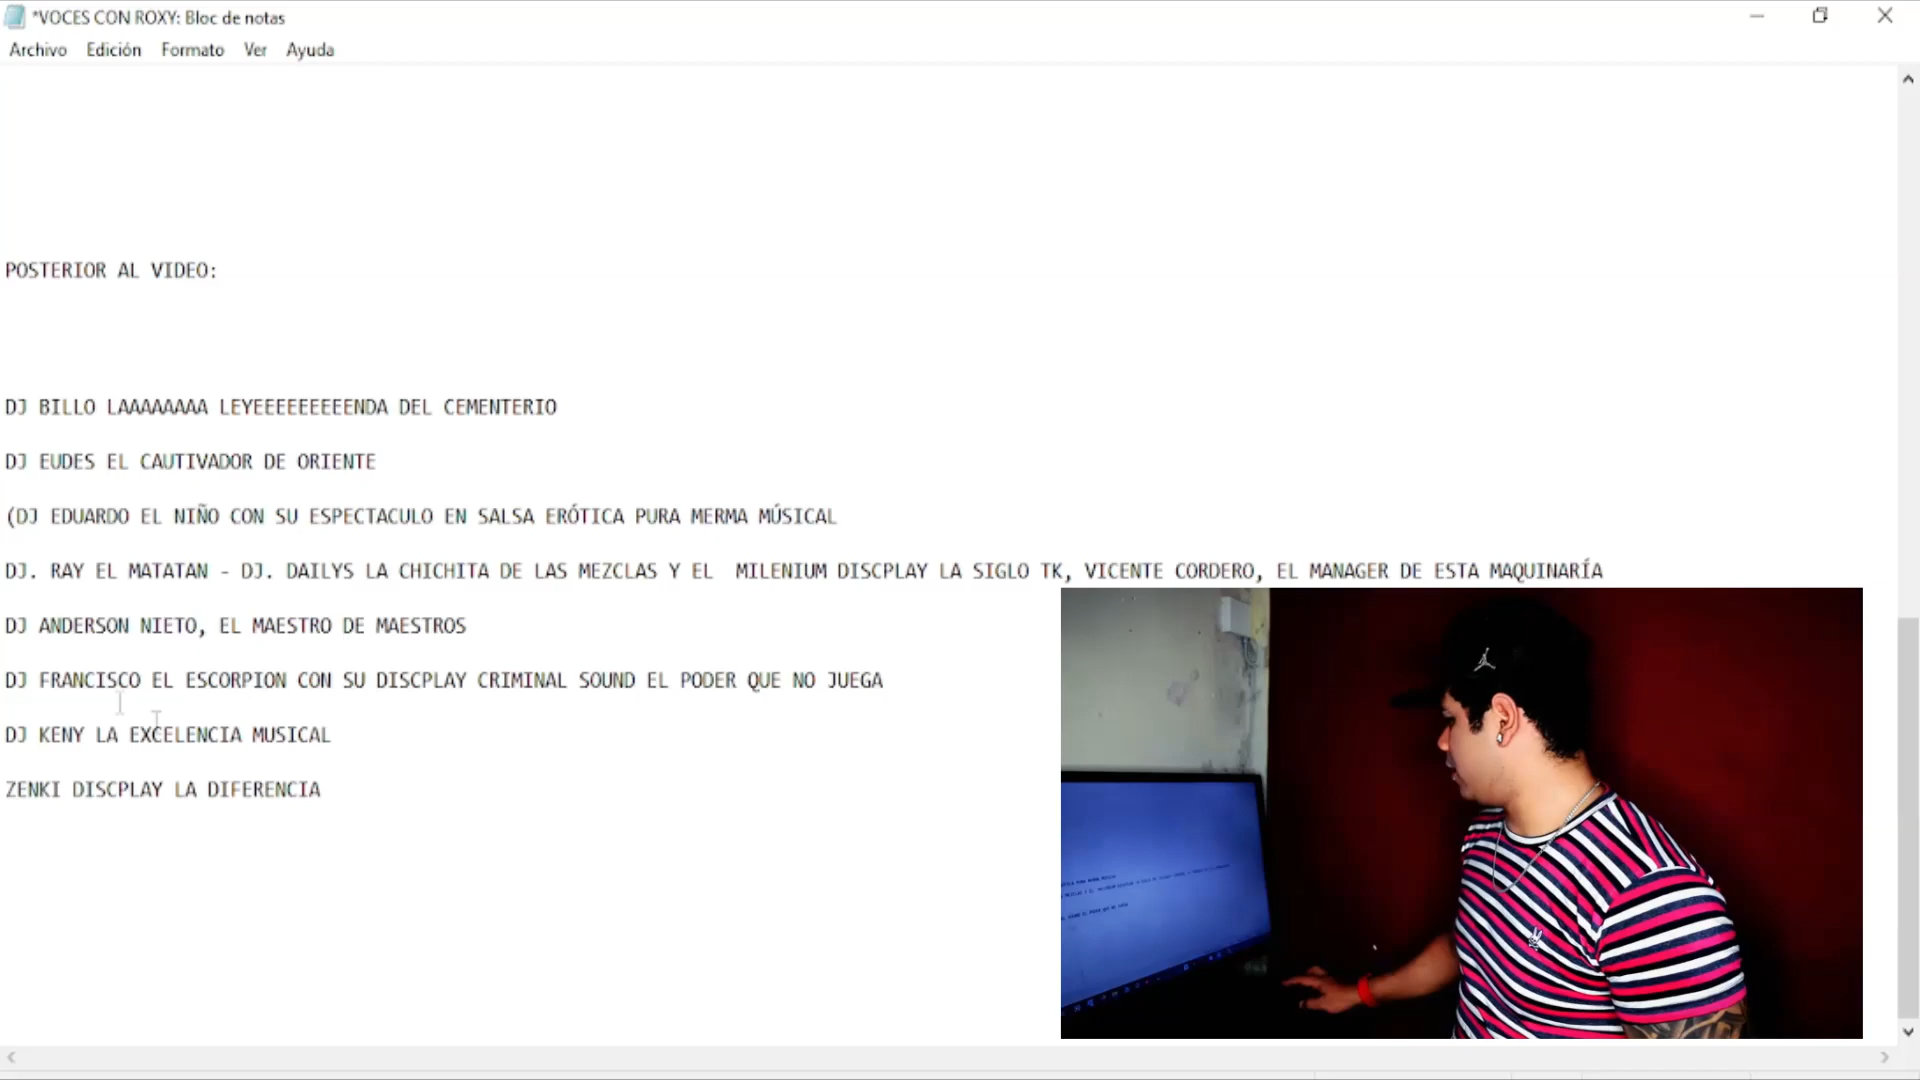 *VOCES CON ROXY: Bloc de notas
Archivo Edición Formato Ver Ayuda
POSTERIOR AL VIDEO:
DJ BILLO LAAAAAAAA LEYEEEEEEEEEENDA DEL CEMENTERIO
DJ EUDES EL CAUTIVADOR DE ORIENTE
(DJ EDUARDO EL NIÑO CON SU ESPECTACULO EN SALSA ERÓTICA PURA MERMA MÚSICAL
DJ. RAY EL MATATAN - DJ. DAILYS LA CHICHITA DE LAS MEZCLAS Y EL  MILENIUM DISCPLAY LA SIGLO TK, VICENTE CORDERO, EL MANAGER DE ESTA MAQUINARÍA
DJ ANDERSON NIETO, EL MAESTRO DE MAESTROS
DJ FRANCISCO EL ESCORPION CON SU DISCPLAY CRIMINAL SOUND EL PODER QUE NO JUEGA
DJ KENY LA EXCELENCIA MUSICAL
ZENKI DISCPLAY LA DIFERENCIA